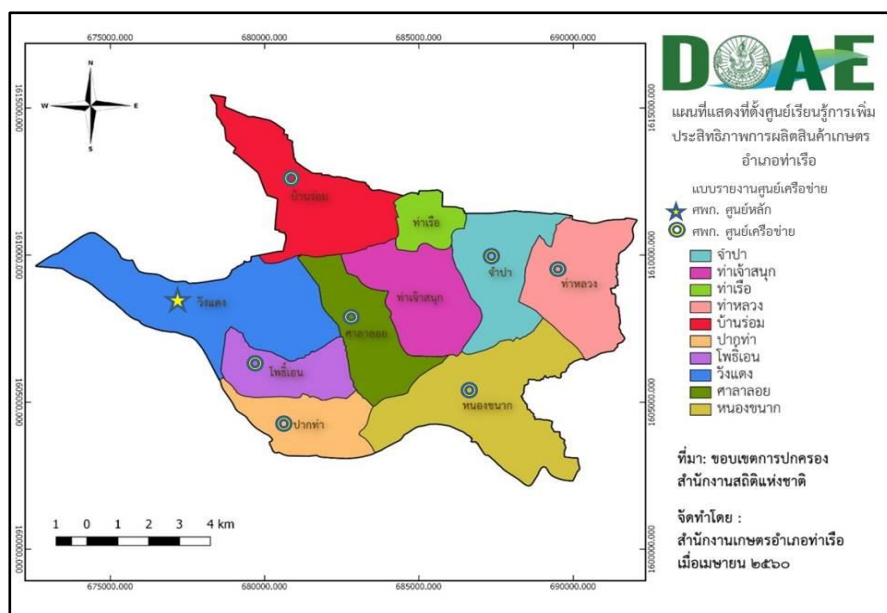 675000.000 680000.000 685000.000 690000.000
DOAE
แผนที่แสดงที่ตั้งศูนย์เรียนรู้การเพิ่ม
ประสิทธิภาพการผลิตสินค้าเกษตร
อำเภอท่าเรือ
แบบรายงานศูนย์เครือข่าย
ศพก. ศูนย์หลัก
ศพก. ศูนย์เครือข่าย
จำปา
ท่าเจ้าสนุก
ท่าเรือ
ท่าหลวง
บ้านร่อม
ปากท่า
โพธิ์เอน
วังแดง
ศาลาลอย
หนองขนาก
ที่มา: ขอบเขตการปกครอง
สำนักงานสถิติแห่งชาติ
จัดทำโดย :
สำนักงานเกษตรอำเภอท่าเรือ
เมื่อเมษายน ๒๕๖๐
N
W E
S
1615000.000 1615000.000
1610000.000 1610000.000
1605000.000 1605000.000
1600000.000 1600000.000
บ้านร่อม
ท่าเรือ
จำปา
ท่าหลวง
วังแดง
ท่าเจ้าสนุก
ศาลาลอย
โพธิ์เอน
หนองขนาก
ปากท่า
1 0 1 2 3 4 km
675000.000 680000.000 685000.000 690000.000